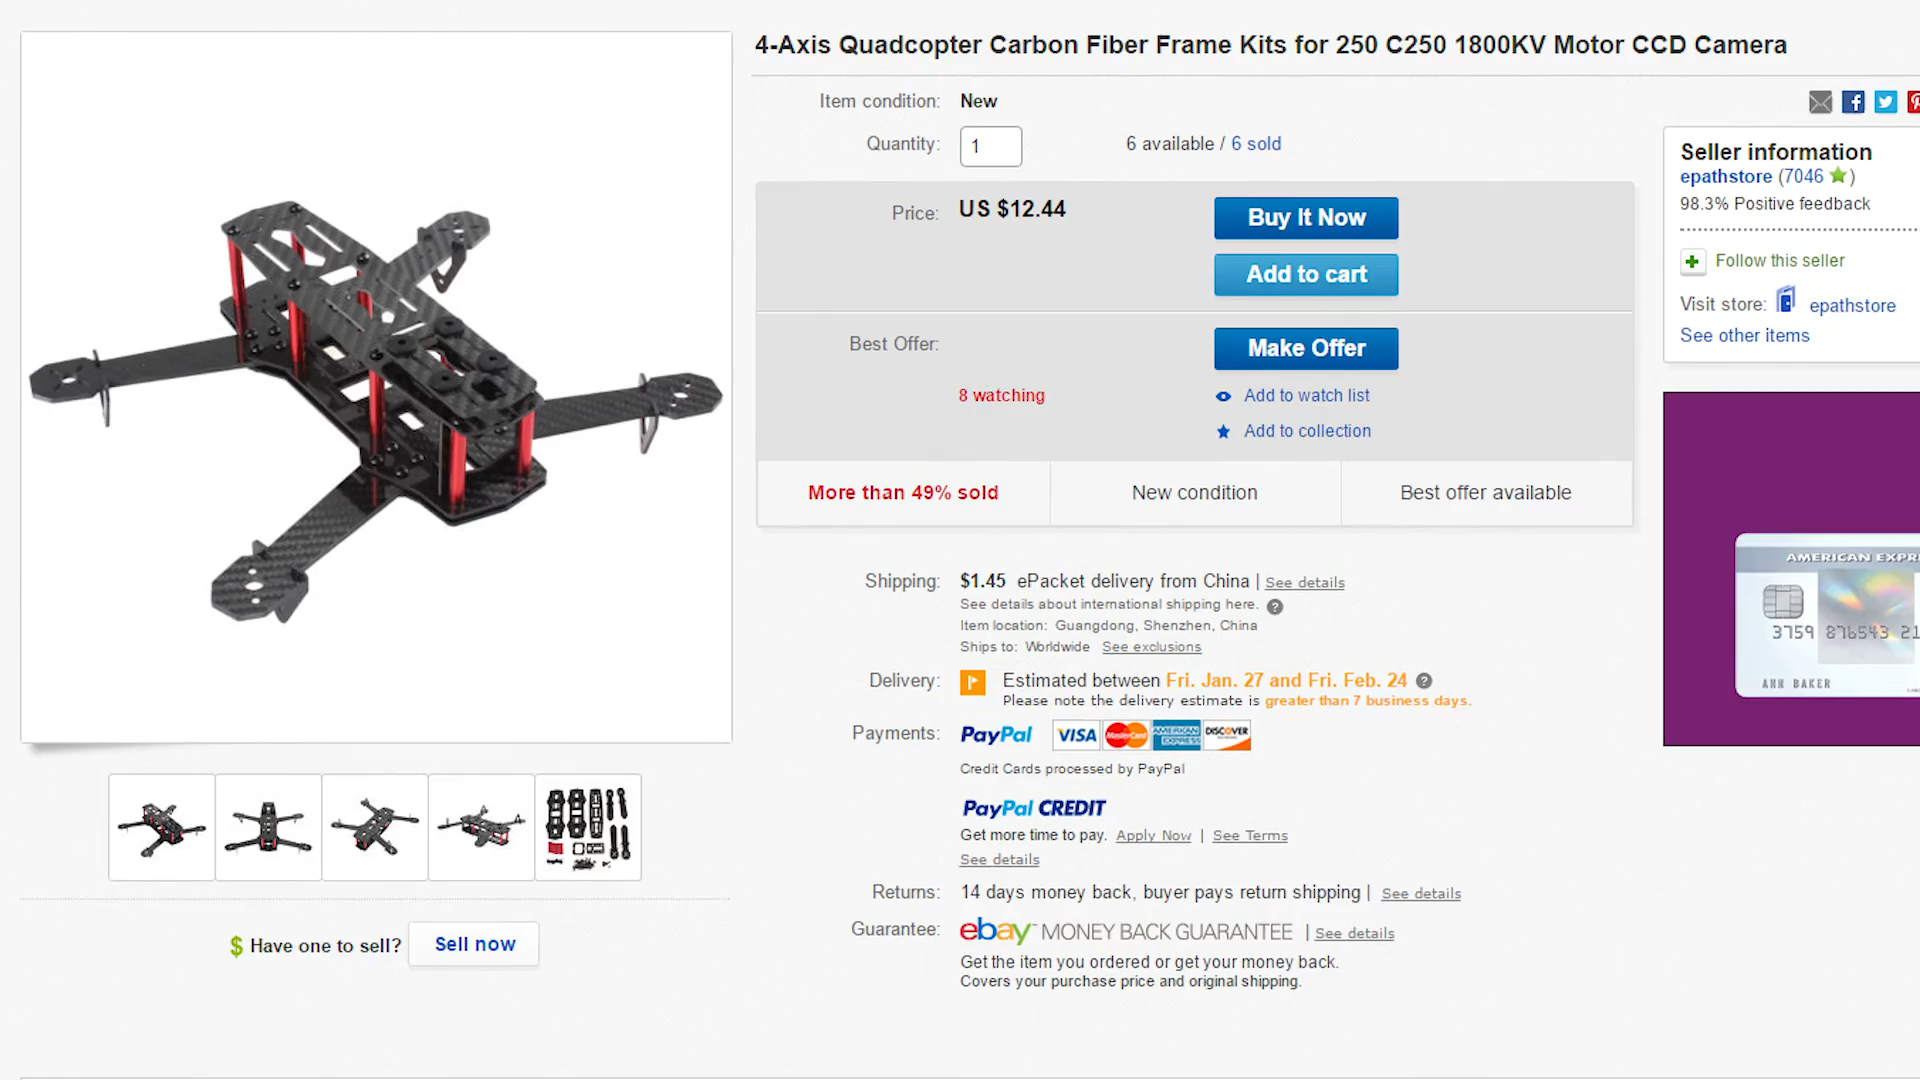 4-Axis Quadcopter Carbon Fiber Frame Kits for 250 C250 1800KV Motor CCD Camera
Item condition: New
Quantity: 1 6 available / 6 sold
Price: US $12.44 Buy It Now
Add to cart
Best Offer: Make Offer
8 watching Add to watch list
Add to collection
More than 49% sold New condition Best offer available
Shipping: $1.45 ePacket delivery from China | See details
See details about international shipping here.
Item location: Guangdong, Shenzhen, China
Ships to: Worldwide See exclusions
Delivery: Estimated between Fri. Jan. 27 and Fri. Feb. 24
Please note the delivery estimate is greater than 7 business days.
Payments: PayPal VISA MasterCard AMERICAN EXPRESS DISCOVER
Credit Cards processed by PayPal
PayPal CREDIT
Get more time to pay. Apply Now | See Terms
See details
Returns: 14 days money back, buyer pays return shipping | See details
Guarantee: ebay™ MONEY BACK GUARANTEE | See details
Get the item you ordered or get your money back.
Covers your purchase price and original shipping.
$ Have one to sell? Sell now
Seller information
epathstore (7046)
98.3% Positive feedback
Follow this seller
Visit store: epathstore
See other items
AMERICAN EXPR
3759 876543 21
ANN BAKER